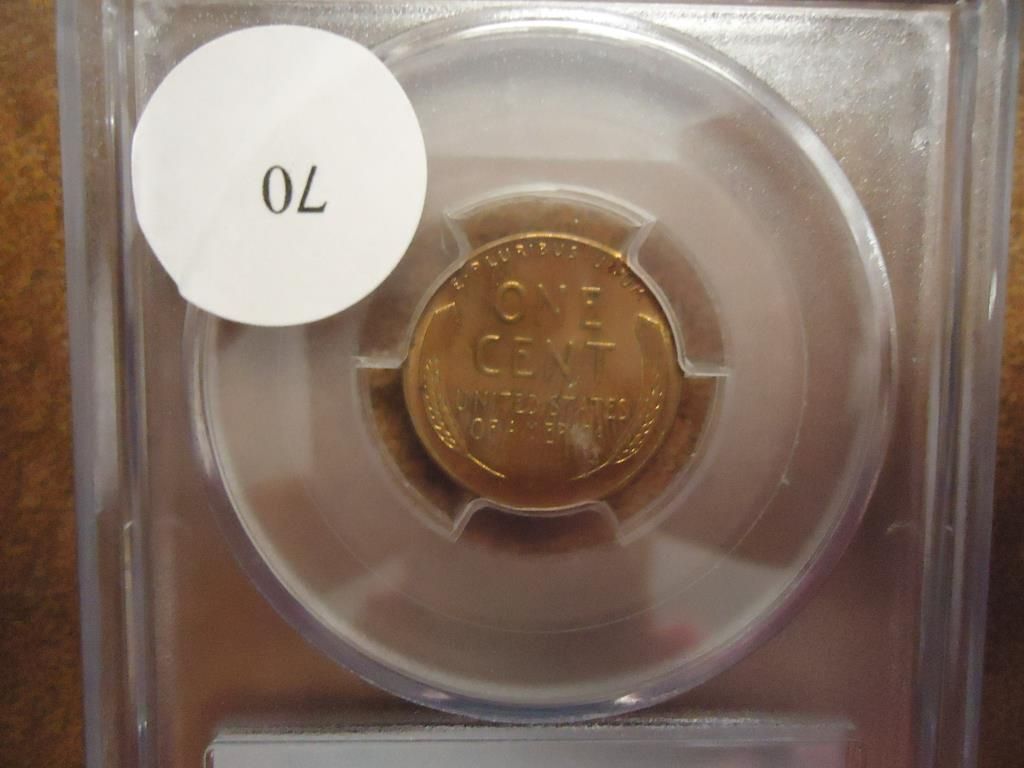 70
E PLURIBUS UNUM
ONE
CENT
UNITED STATES
OF AMERICA